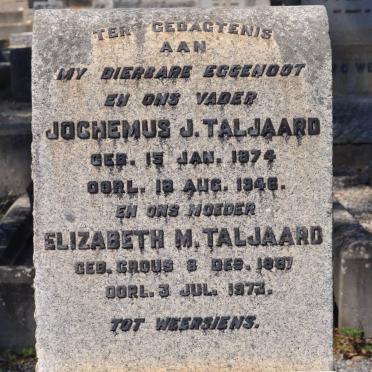 TER GEDAGTENIS
AAN
MY DIERBARE EGGENOOT
EN ONS VADER
JOCHEMUS J. TALJAARD
GEB. 15 JAN. 1874
OORL. 18 AUG. 1946.
EN ONS MOEDER
ELIZABETH M. TALJAARD
GEB. GROUS 8 DES. 1887
OORL. 3 JUL. 1973.
TOT WEERSIENS.